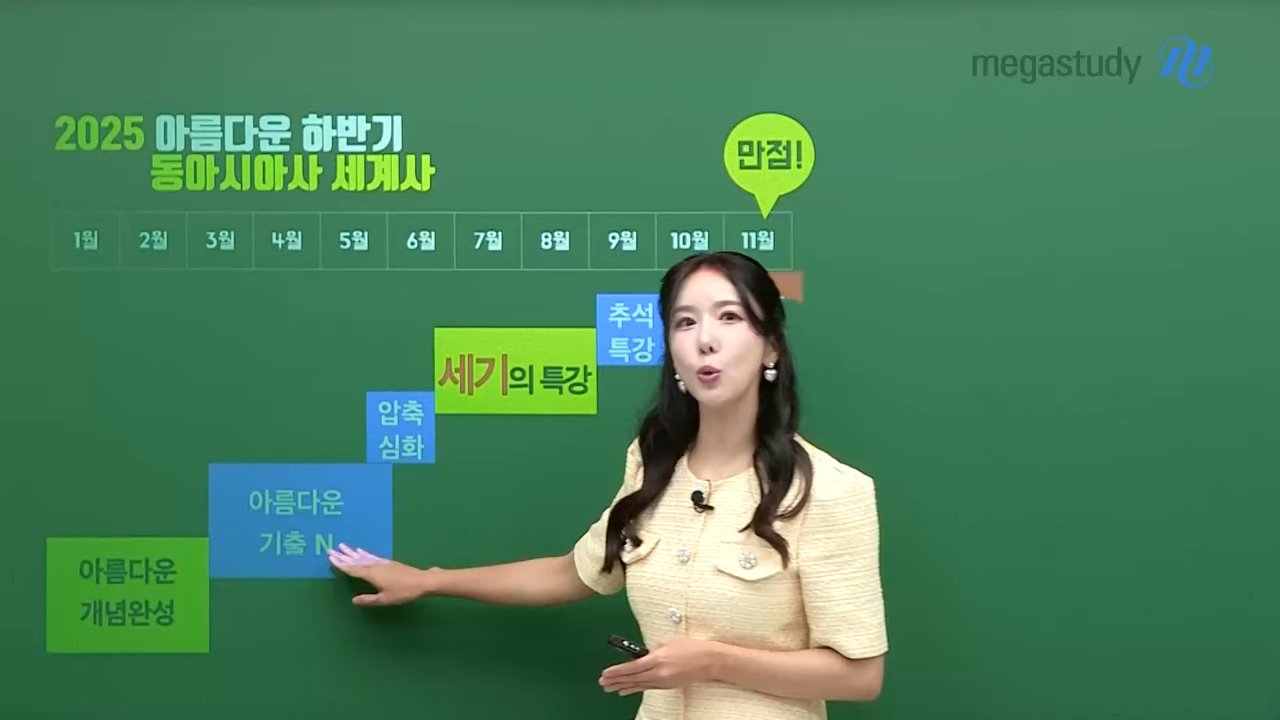 megastudy
2025 아름다운 하반기
동아시아사 세계사
만점!
1월 2월 3월 4월 5월 6월 7월 8월 9월 10월 11월
추석
특강
세기의 특강
압축
심화
아름다운
기출 N
아름다운
개념완성